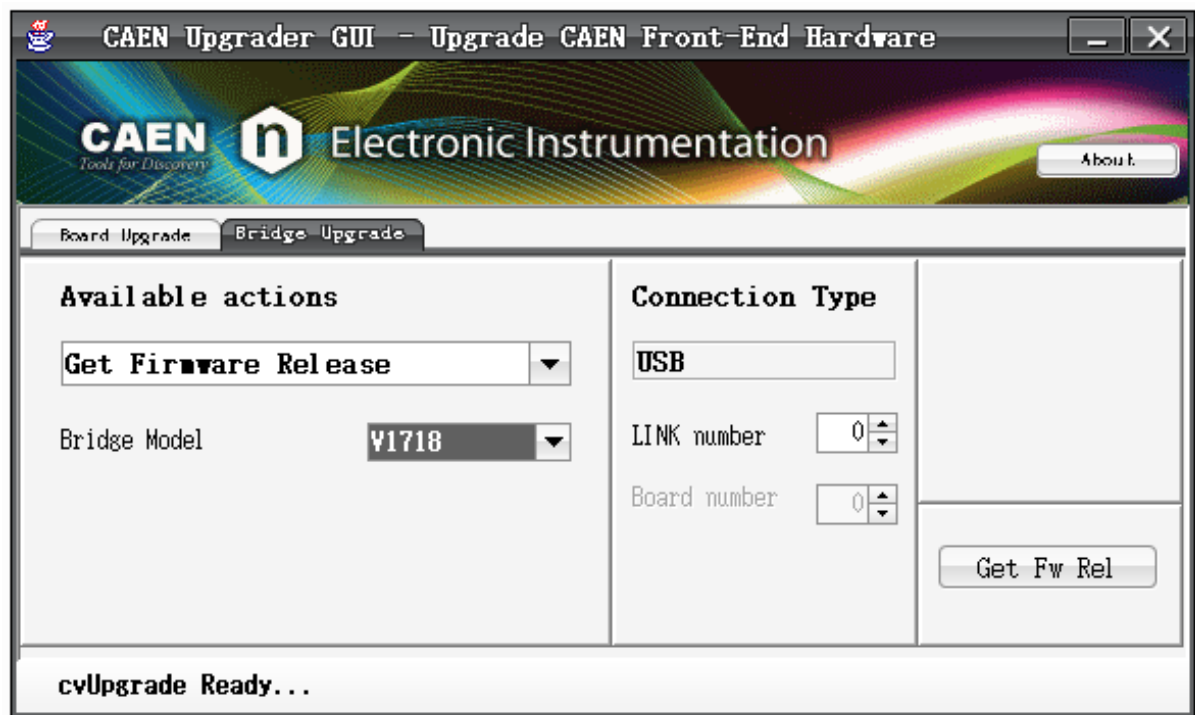 CAEN Upgrader GUI - Upgrade CAEN Front-End Hardware
CAEN
Tools for Discovery
n
Electronic Instrumentation
About
Board Upgrade
Bridge Upgrade
Available actions
Get Firmware Release
Bridge Model
V1718
Connection Type
USB
LINK number
0
Board number
0
Get Fw Rel
cvUpgrade Ready...